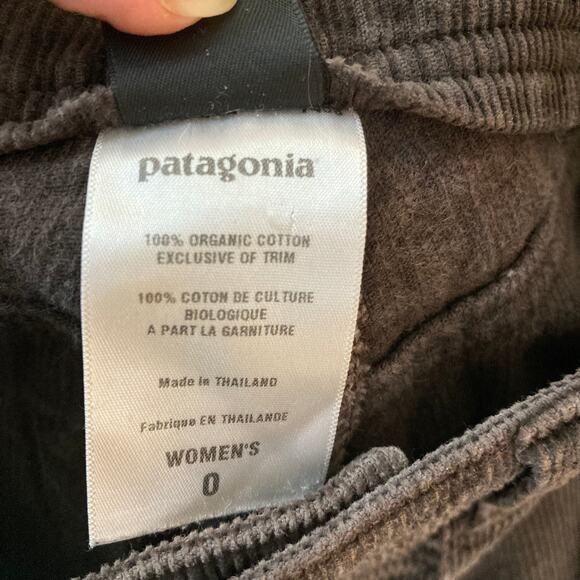 patagonia
100% ORGANIC COTTON
EXCLUSIVE OF TRIM
100% COTON DE CULTURE
BIOLOGIQUE
A PART LA GARNITURE
Made in THAILAND
Fabrique EN THAILANDE
WOMEN'S
0